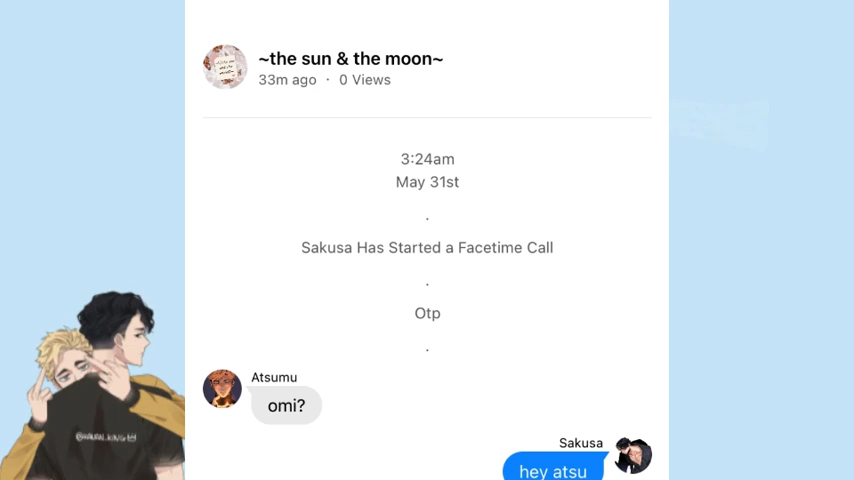 ~the sun & the moon~
33m ago · 0 Views
3:24am
May 31st
.
Sakusa Has Started a Facetime Call
.
Otp
.
Atsumu
omi?
Sakusa
hey atsu